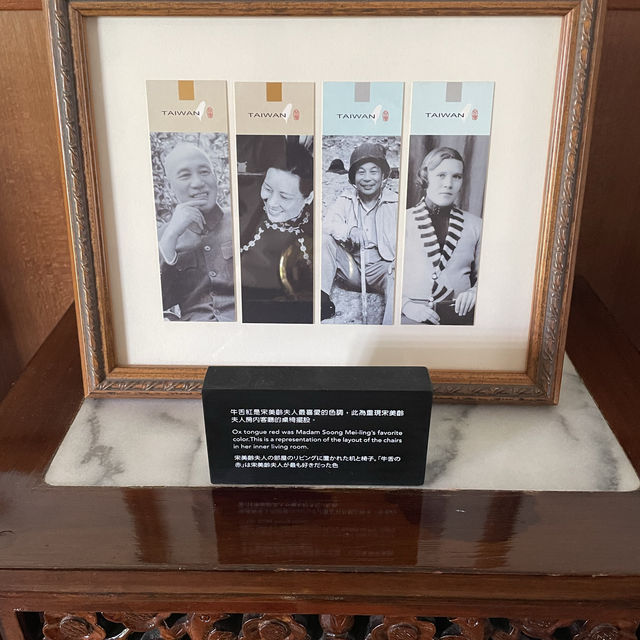 TAIWAN
TAIWAN
TAIWAN
TAIWAN
牛舌紅是宋美齡夫人最喜愛的色調，此為重現宋美齡
夫人房內客廳的桌椅擺設。
Ox tongue red was Madam Soong Mei-ling's favorite
color.This is a representation of the layout of the chairs
in her inner living room.
宋美齢夫人の部屋のリビングに置かれた机と椅子。「牛舌の
赤」は宋美齢夫人が最も好きだった色